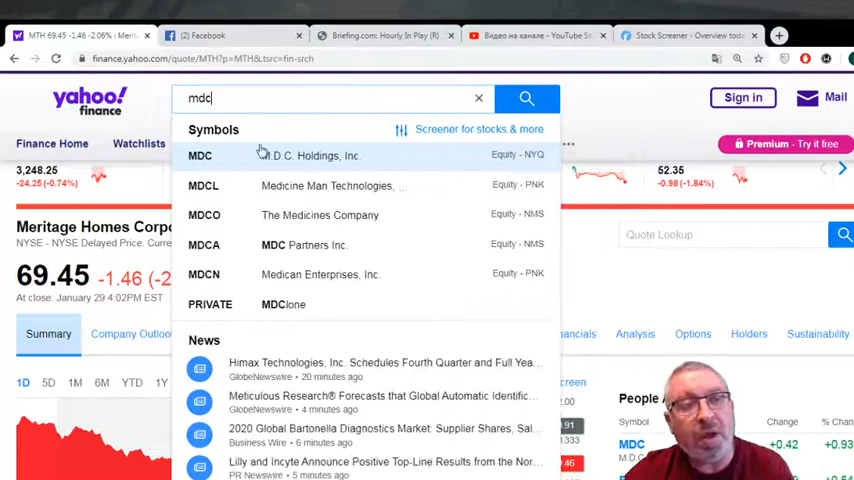 MTH 69.45 -1.46 -2.06% : Merit
(2) Facebook
Briefing.com: Hourly In Play (R)
Видео на канале - YouTube St
Stock Screener - Overview toda
finance.yahoo.com/quote/MTH?p=MTH&.tsrc=fin-srch
yahoo!
finance
mdc
Sign in
Mail
Finance Home
Watchlists
Symbols
Screener for stocks & more
Premium - Try it free
MDC M.D.C. Holdings, Inc. Equity - NYQ
MDCL Medicine Man Technologies, ... Equity - PNK
MDCO The Medicines Company Equity - NMS
MDCA MDC Partners Inc. Equity - NMS
MDCN Medican Enterprises, Inc. Equity - PNK
PRIVATE MDClone
3,248.25
-24.25 (-0.74%)
52.35
-0.98 (-1.84%)
Meritage Homes Corpo
NYSE - NYSE Delayed Price. Curre
Quote Lookup
69.45 -1.46 (-2
At close: January 29 4:02PM EST
Summary
Company Outloo
ancials
Analysis
Options
Holders
Sustainability
1D 5D 1M 6M YTD 1Y
News
Himax Technologies, Inc. Schedules Fourth Quarter and Full Yea...
GlobeNewswire • 20 minutes ago
Meticulous Research® Forecasts that Global Automatic Identific...
GlobeNewswire • 4 minutes ago
2020 Global Bartonella Diagnostics Market: Supplier Shares, Sal...
Business Wire • 6 minutes ago
Lilly and Incyte Announce Positive Top-Line Results from the Nor...
PR Newswire • 5 minutes ago
creen
0.91
.333
7.46
People A
Symbol
Change
% Cha
MDC
+0.42
+0.93
M.D.C